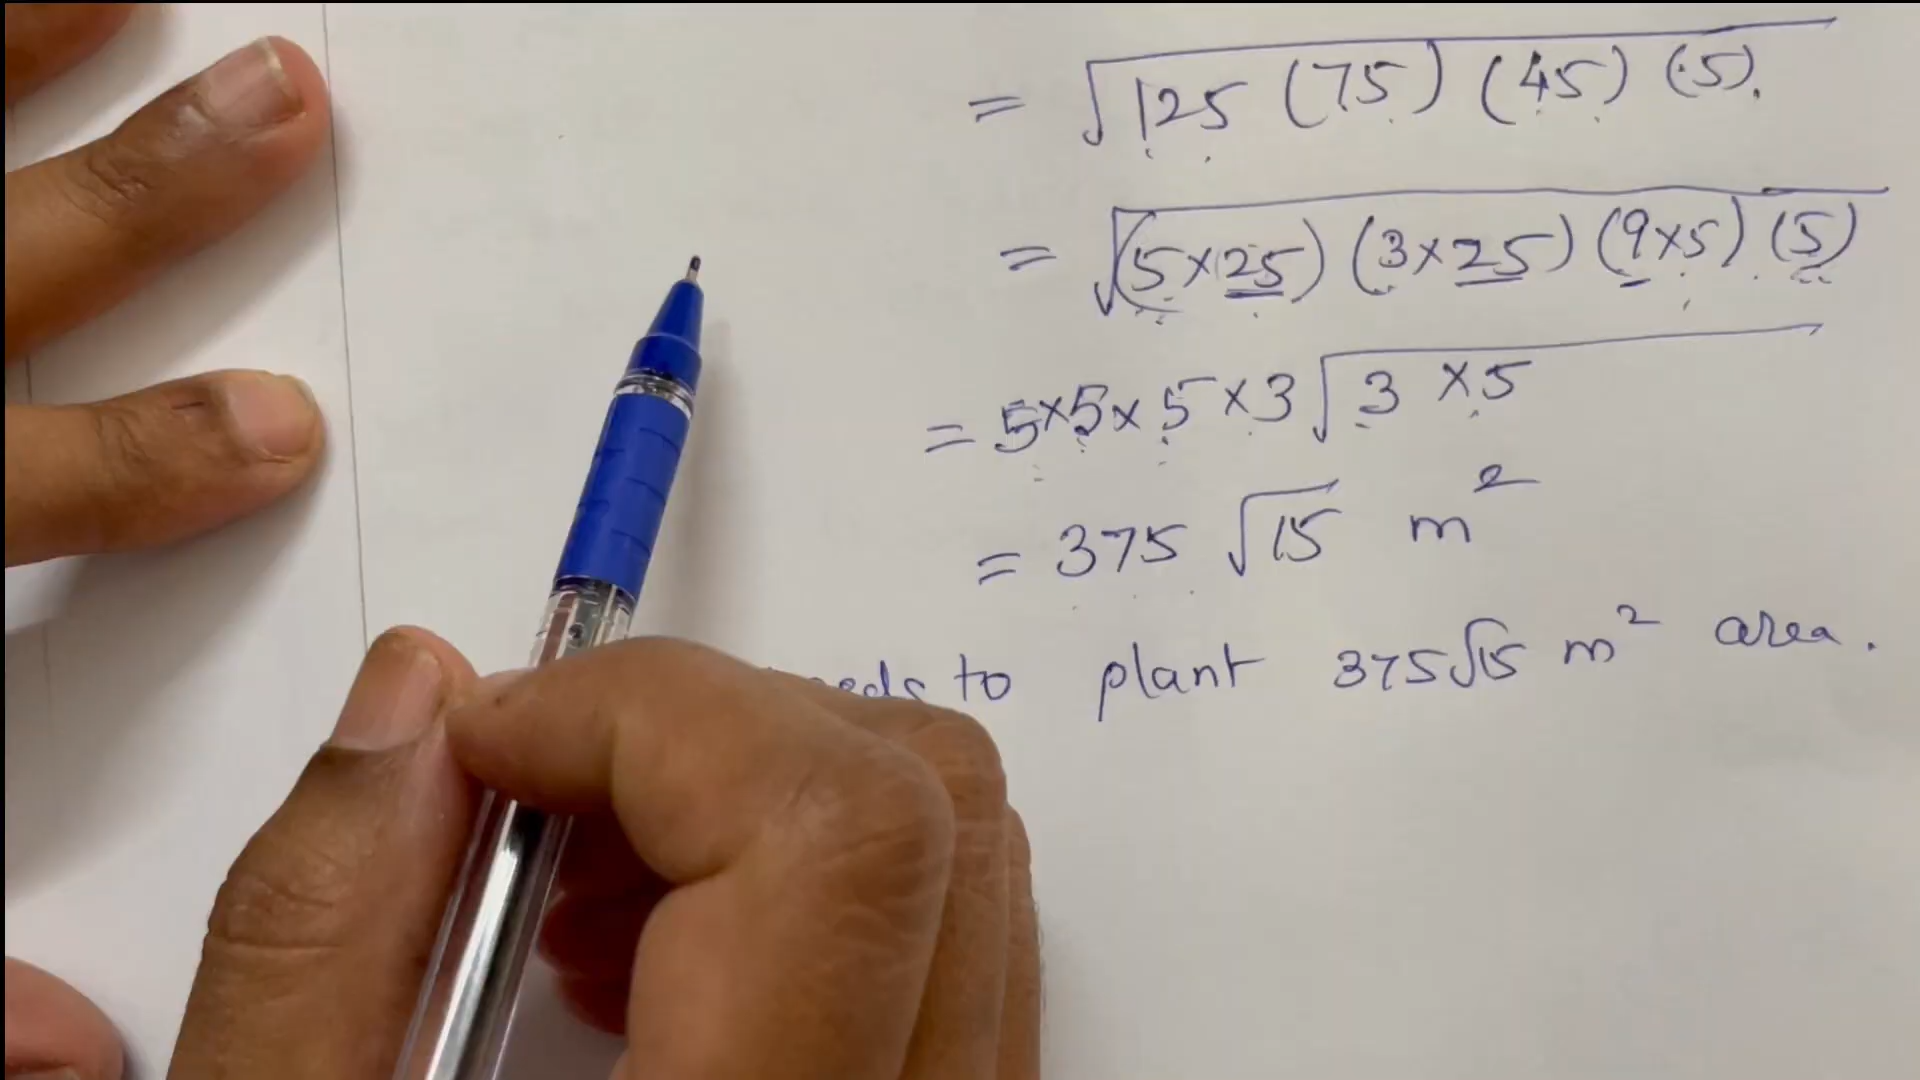 = √125 (75) (45) (5).
= √(5×25) (3×25) (9×5) (5)
= 5×5×5×3√3 ×5
= 375 √15 m²
to plant 375√15 m² area.